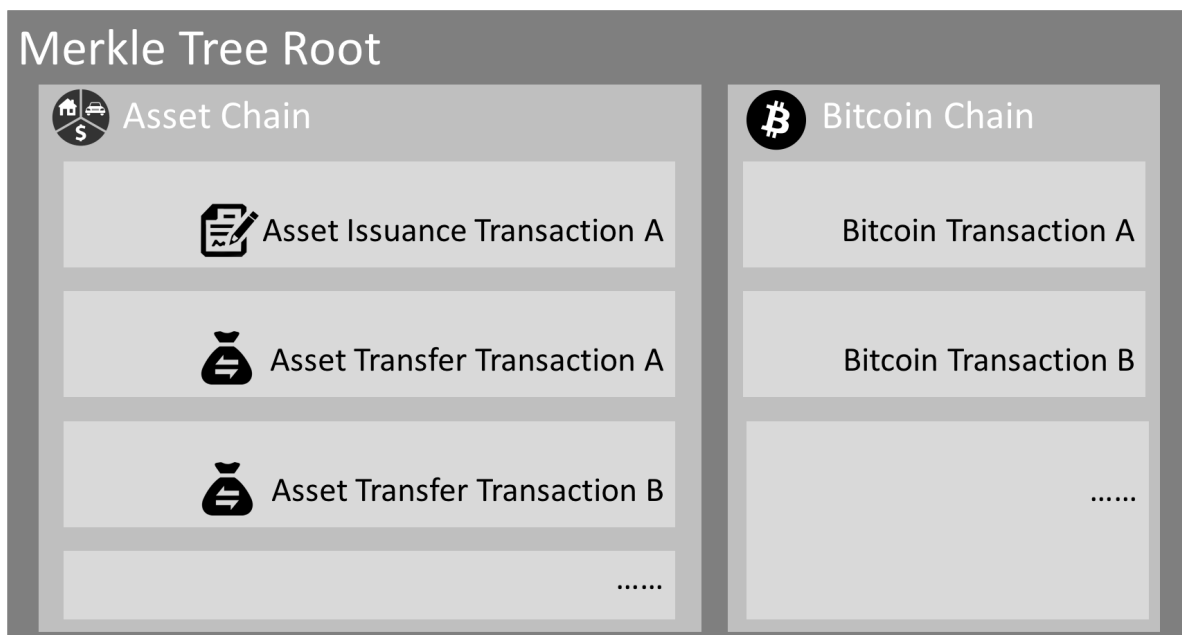 Merkle Tree Root
Asset Chain
Asset Issuance Transaction A
Asset Transfer Transaction A
Asset Transfer Transaction B
......
Bitcoin Chain
Bitcoin Transaction A
Bitcoin Transaction B
......